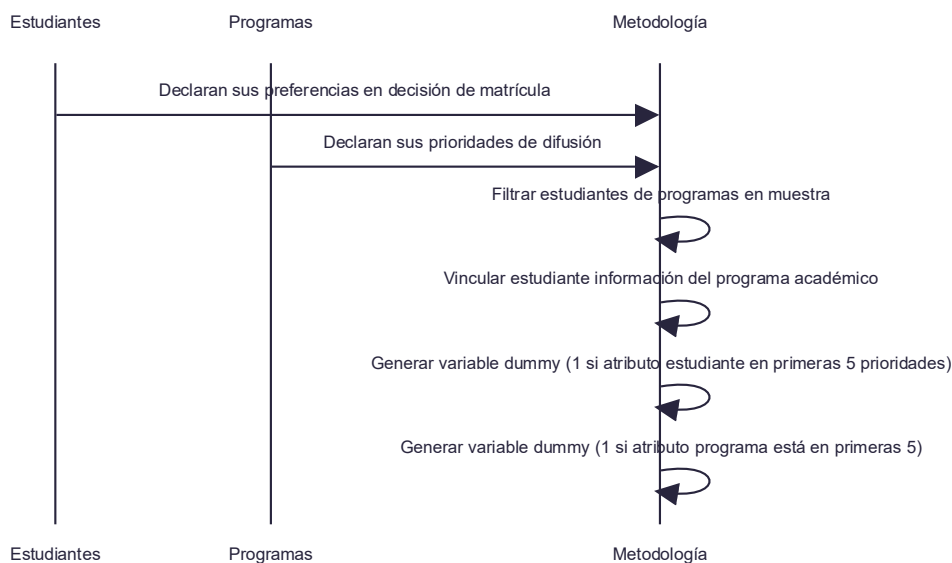 Estudiantes
Programas
Metodología
Declaran sus preferencias en decisión de matrícula
Declaran sus prioridades de difusión
Filtrar estudiantes de programas en muestra
Vincular estudiante información del programa académico
Generar variable dummy (1 si atributo estudiante en primeras 5 prioridades)
Generar variable dummy (1 si atributo programa está en primeras 5)
Estudiantes
Programas
Metodología